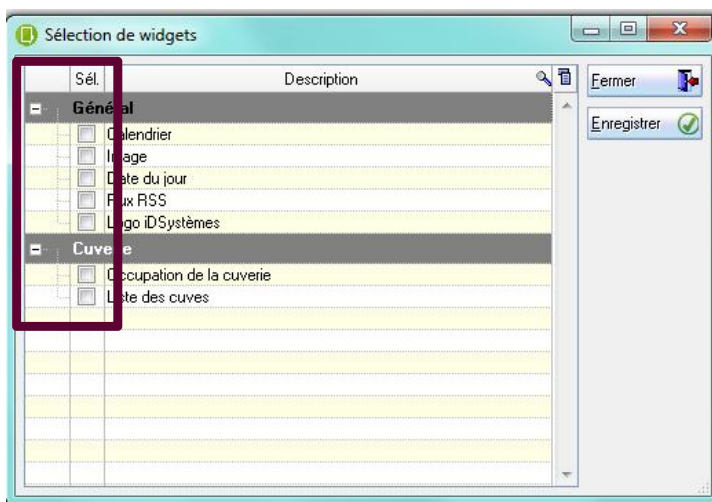 Sélection de widgets
Sél. Description
Fermer
Général
Enregistrer
Calendrier
Image
Date du jour
Flux RSS
Logo iDSystèmes
Cuverie
Occupation de la cuverie
Liste des cuves